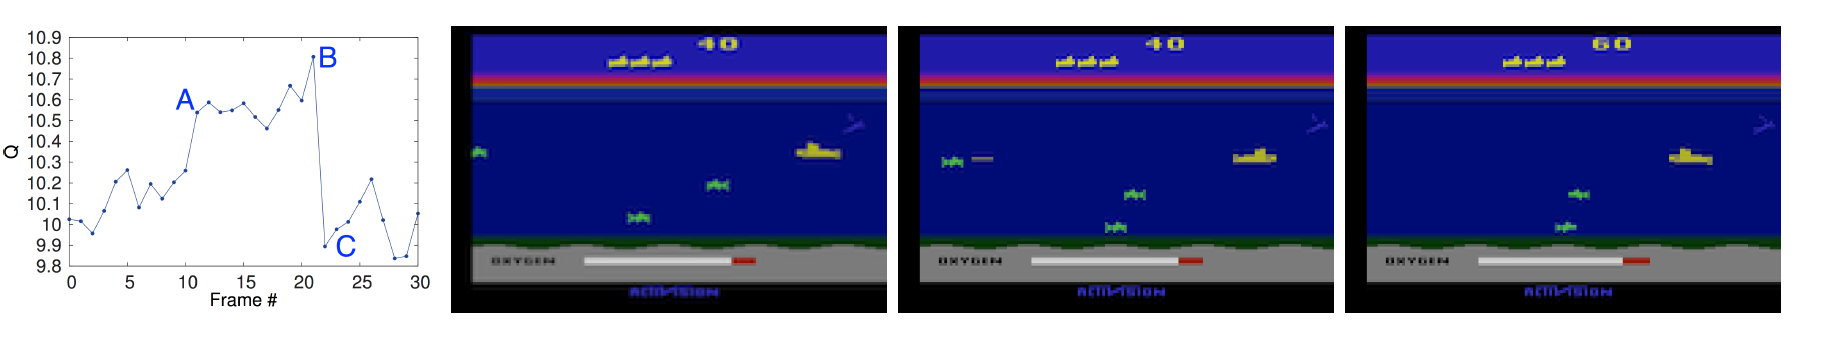 10.9
10.8
10.7
10.6
10.5
10.4
10.3
10.2
10.1
10
9.9
9.8
Q
A
B
C
0 5 10 15 20 25 30
Frame #
40
OXYGEN
ACTIVISION
40
OXYGEN
ACTIVISION
60
OXYGEN
ACTIVISION